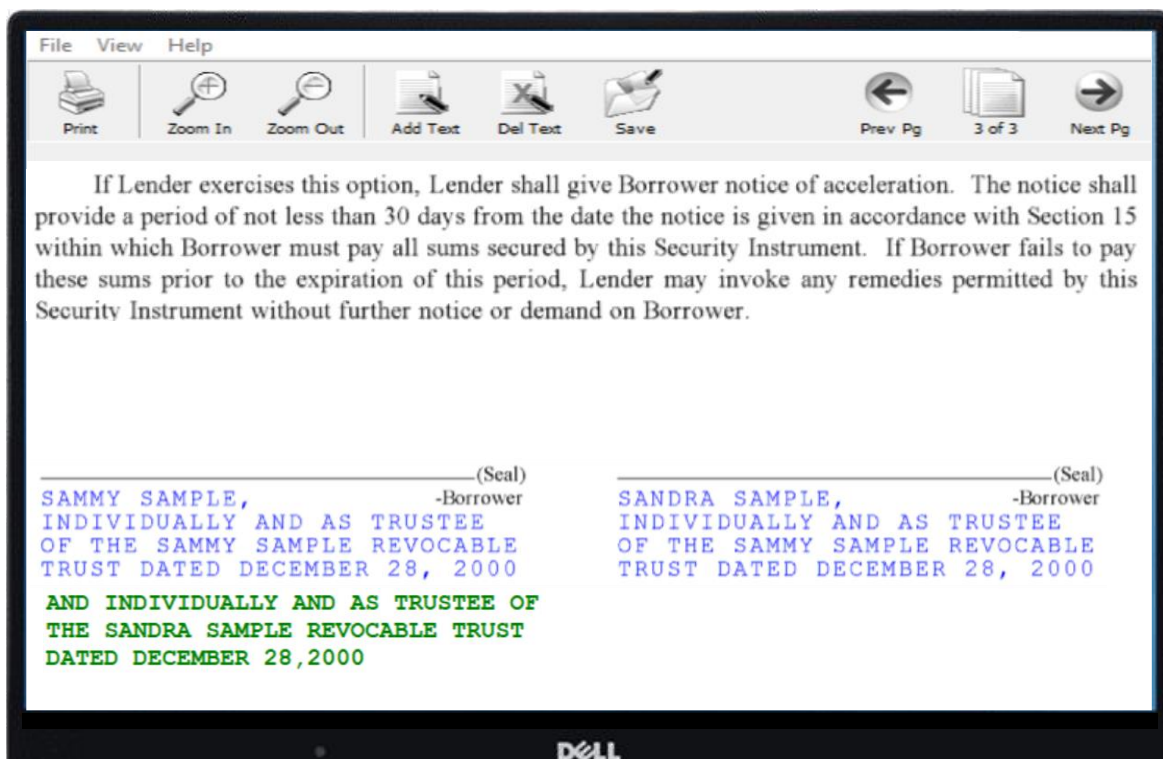 File View Help
Print Zoom In Zoom Out Add Text Del Text Save Prev Pg 3 of 3 Next Pg
If Lender exercises this option, Lender shall give Borrower notice of acceleration. The notice shall
provide a period of not less than 30 days from the date the notice is given in accordance with Section 15
within which Borrower must pay all sums secured by this Security Instrument. If Borrower fails to pay
these sums prior to the expiration of this period, Lender may invoke any remedies permitted by this
Security Instrument without further notice or demand on Borrower.
(Seal)
-Borrower
SAMMY SAMPLE,
INDIVIDUALLY AND AS TRUSTEE
OF THE SAMMY SAMPLE REVOCABLE
TRUST DATED DECEMBER 28, 2000
AND INDIVIDUALLY AND AS TRUSTEE OF
THE SANDRA SAMPLE REVOCABLE TRUST
DATED DECEMBER 28,2000
(Seal)
-Borrower
SANDRA SAMPLE,
INDIVIDUALLY AND AS TRUSTEE
OF THE SAMMY SAMPLE REVOCABLE
TRUST DATED DECEMBER 28, 2000
DELL